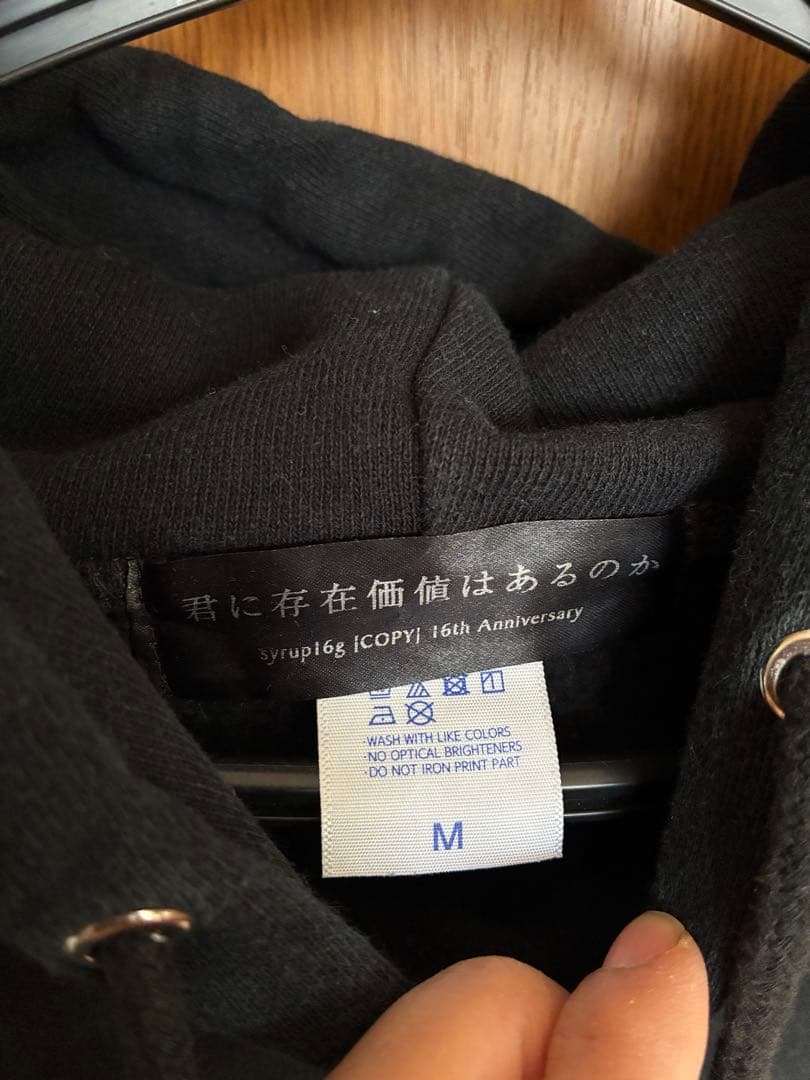 君に存在価値はあるのか
syrup16g |COPY| 16th Anniversary
·WASH WITH LIKE COLORS
·NO OPTICAL BRIGHTENERS
·DO NOT IRON PRINT PART
M